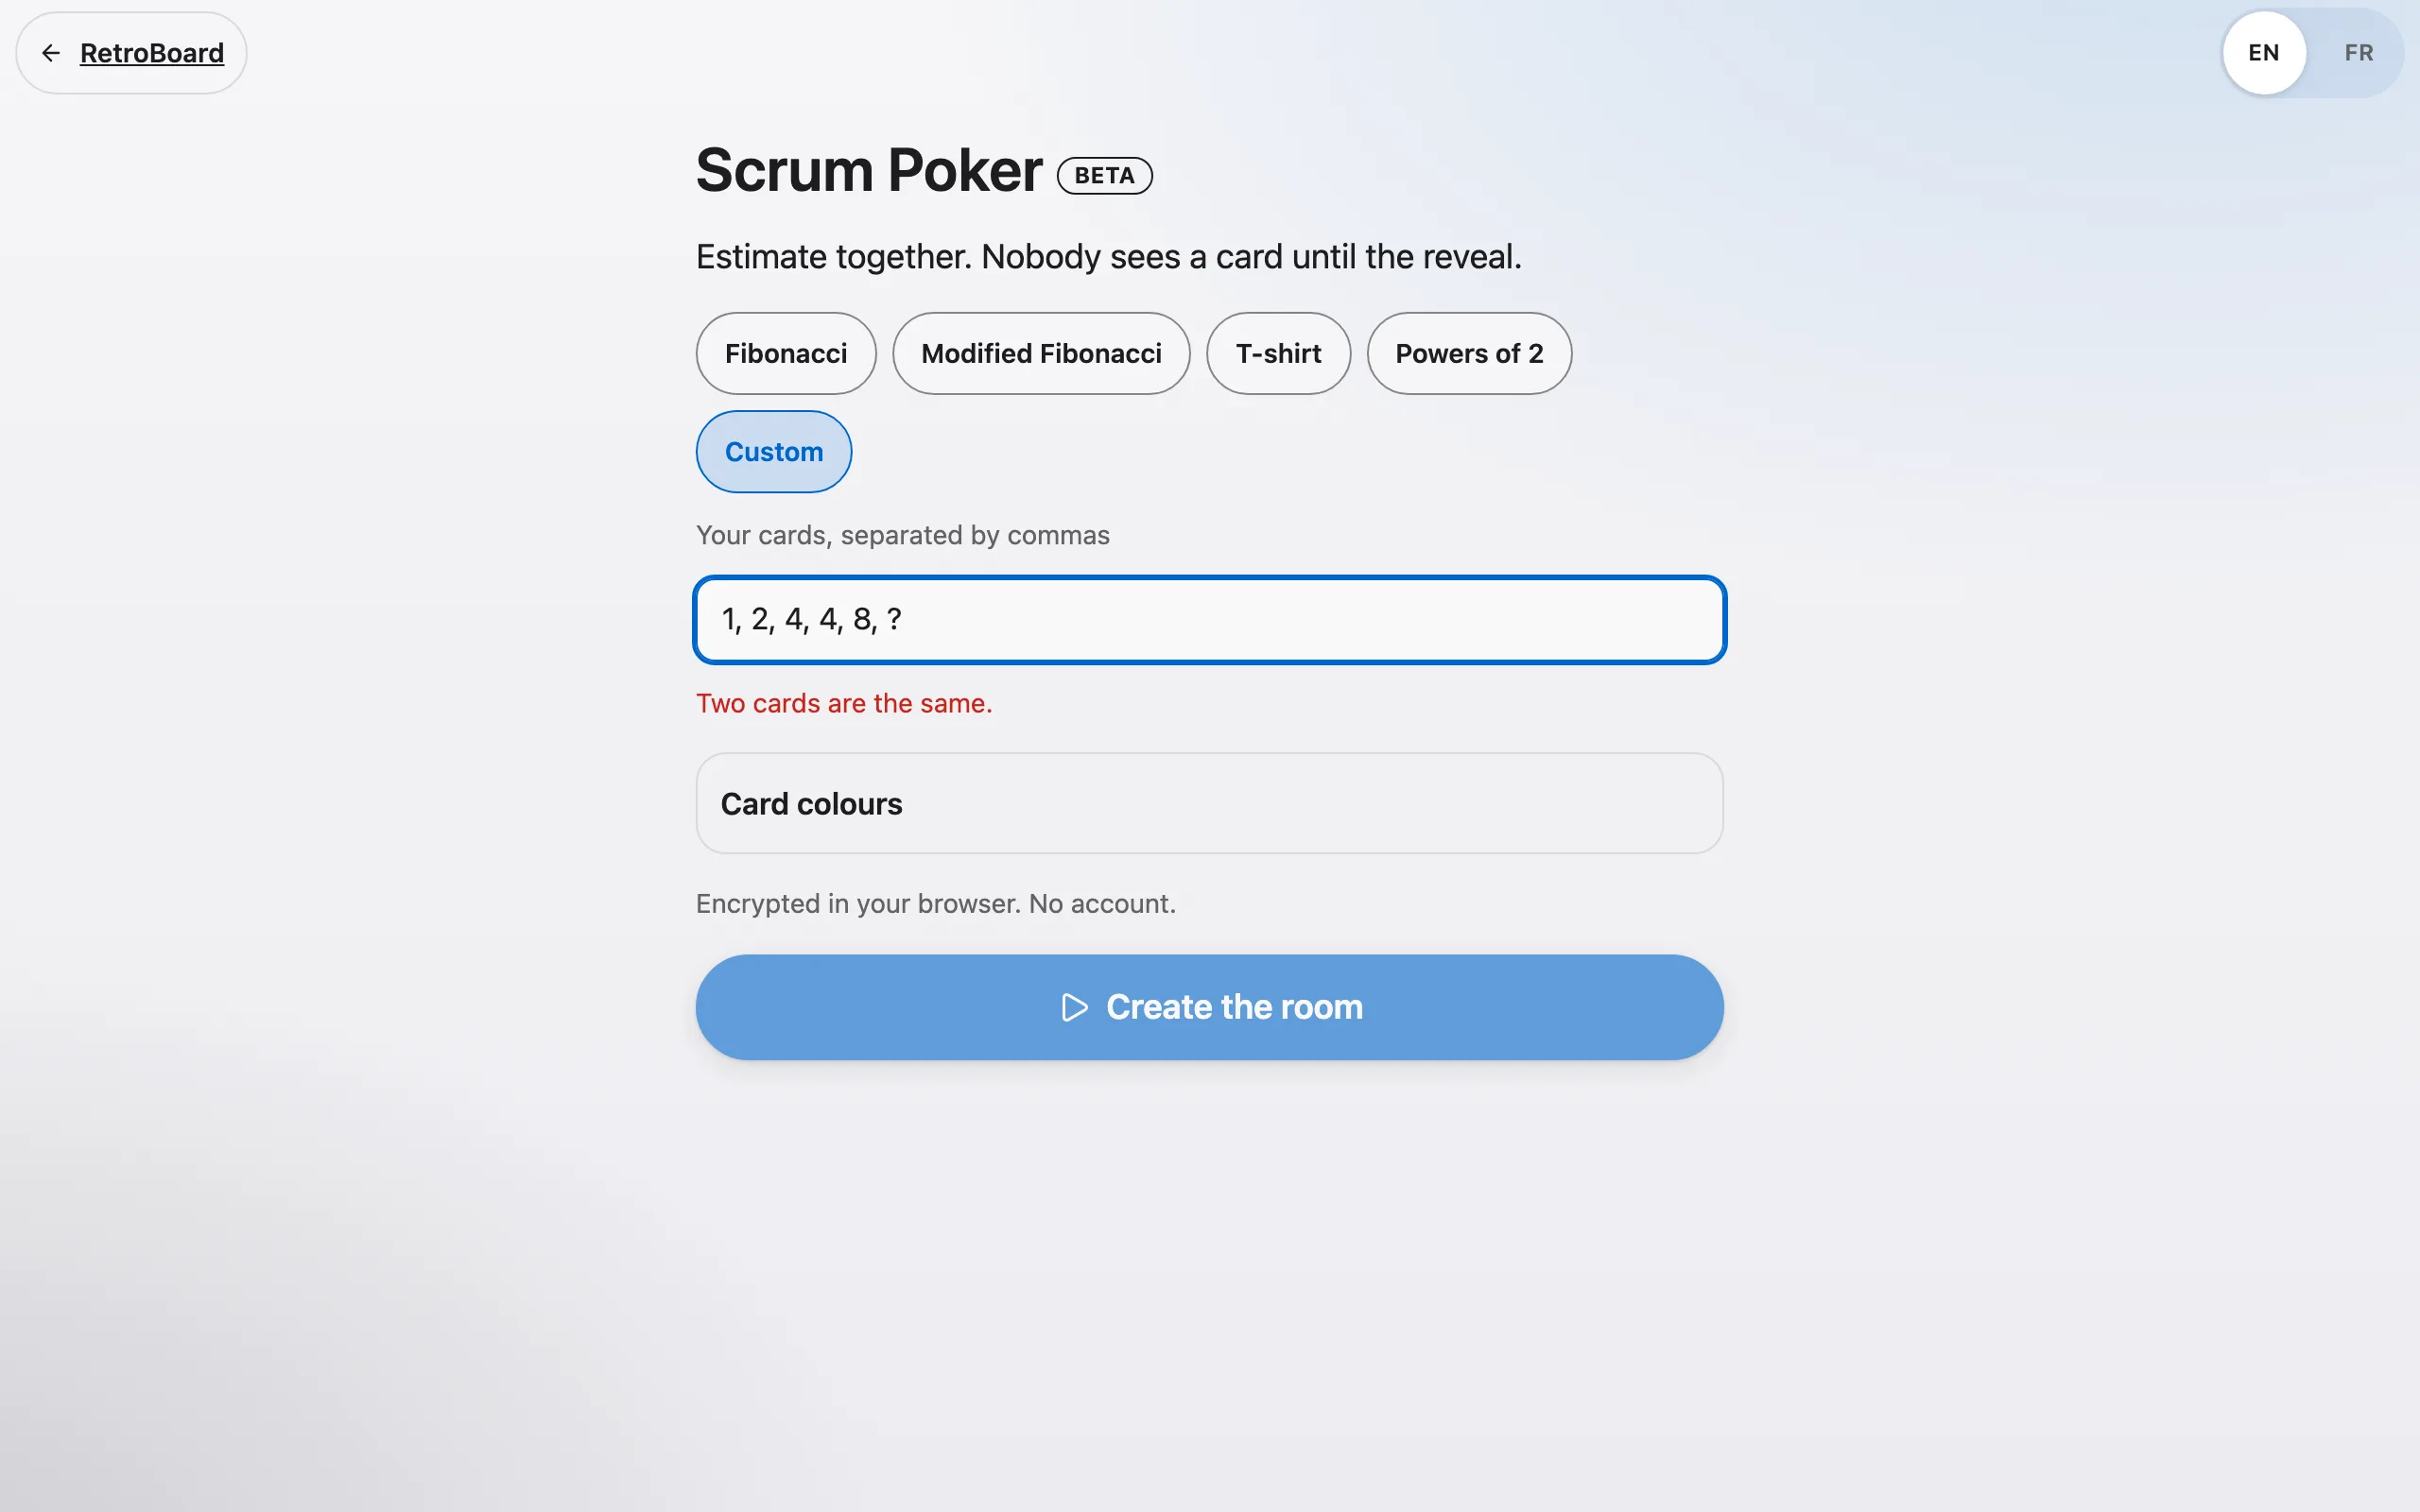 RetroBoard
EN FR
Scrum Poker BETA
Estimate together. Nobody sees a card until the reveal.
Fibonacci Modified Fibonacci T-shirt Powers of 2
Custom
Your cards, separated by commas
1, 2, 4, 4, 8, ?
Two cards are the same.
Card colours
Encrypted in your browser. No account.
Create the room